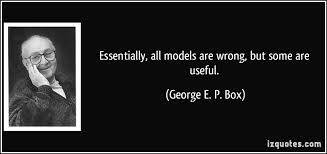 Essentially, all models are wrong, but some are
useful.
(George E. P. Box)
izquotes.com